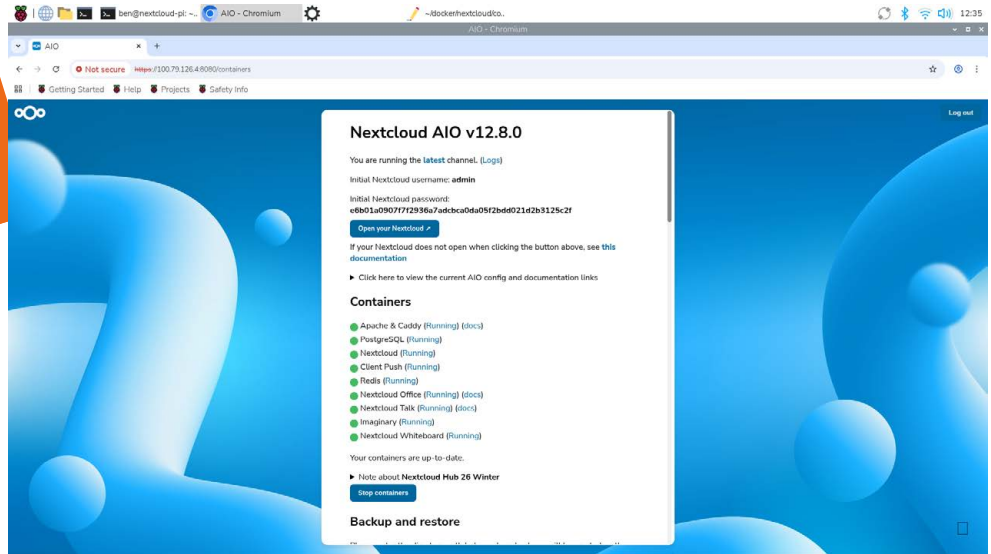 ben@nextcloud-pi: ~..
AIO - Chromium
~/docker/nextcloud/co..
12:35
AIO - Chromium
AIO
Not secure https://100.79.126.4:8080/containers
Getting Started Help Projects Safety Info
Log out
Nextcloud AIO v12.8.0
You are running the latest channel. (Logs)
Initial Nextcloud username: admin
Initial Nextcloud password:
e6b01a0907f7f2936a7adcbca0da05f2bdd021d2b3125c2f
Open your Nextcloud ↗
If your Nextcloud does not open when clicking the button above, see this
documentation
▶ Click here to view the current AIO config and documentation links
Containers
Apache & Caddy (Running) (docs)
PostgreSQL (Running)
Nextcloud (Running)
Client Push (Running)
Redis (Running)
Nextcloud Office (Running) (docs)
Nextcloud Talk (Running) (docs)
Imaginary (Running)
Nextcloud Whiteboard (Running)
Your containers are up-to-date.
▶ Note about Nextcloud Hub 26 Winter
Stop containers
Backup and restore